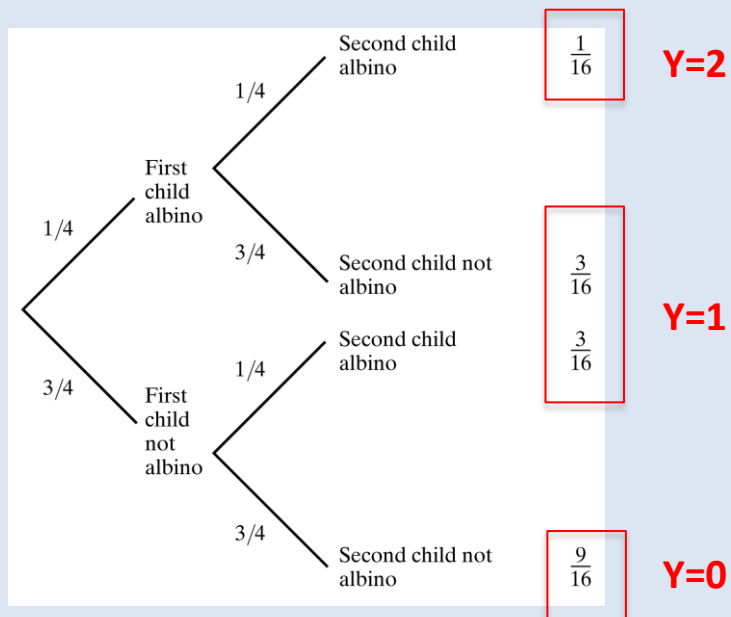 Second child
albino
1
16
Y=2
1/4
First
child
albino
1/4
3/4
Second child not
albino
3
16
Y=1
Second child
albino
3
16
3/4
1/4
First
child
not
albino
3/4
Second child not
albino
9
16
Y=0